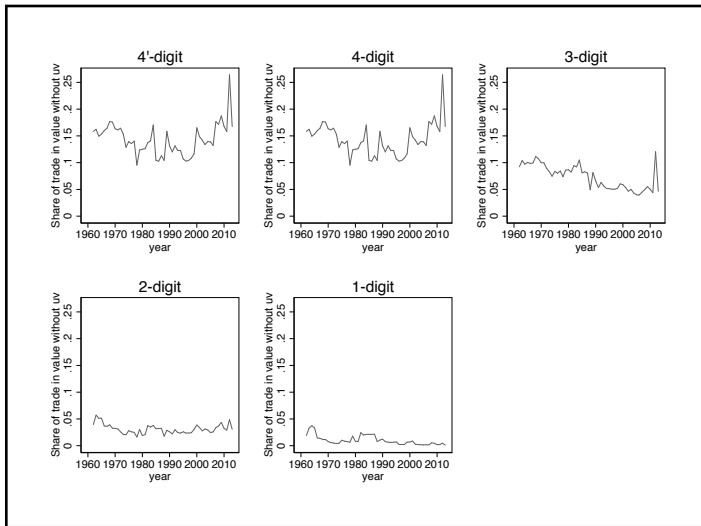 4'-digit
Share of trade in value without uv
0 .05 .1 .15 .2 .25
1960 1970 1980 1990 2000 2010
year
4-digit
Share of trade in value without uv
0 .05 .1 .15 .2 .25
1960 1970 1980 1990 2000 2010
year
3-digit
Share of trade in value without uv
0 .05 .1 .15 .2 .25
1960 1970 1980 1990 2000 2010
year
2-digit
Share of trade in value without uv
0 .05 .1 .15 .2 .25
1960 1970 1980 1990 2000 2010
year
1-digit
Share of trade in value without uv
0 .05 .1 .15 .2 .25
1960 1970 1980 1990 2000 2010
year